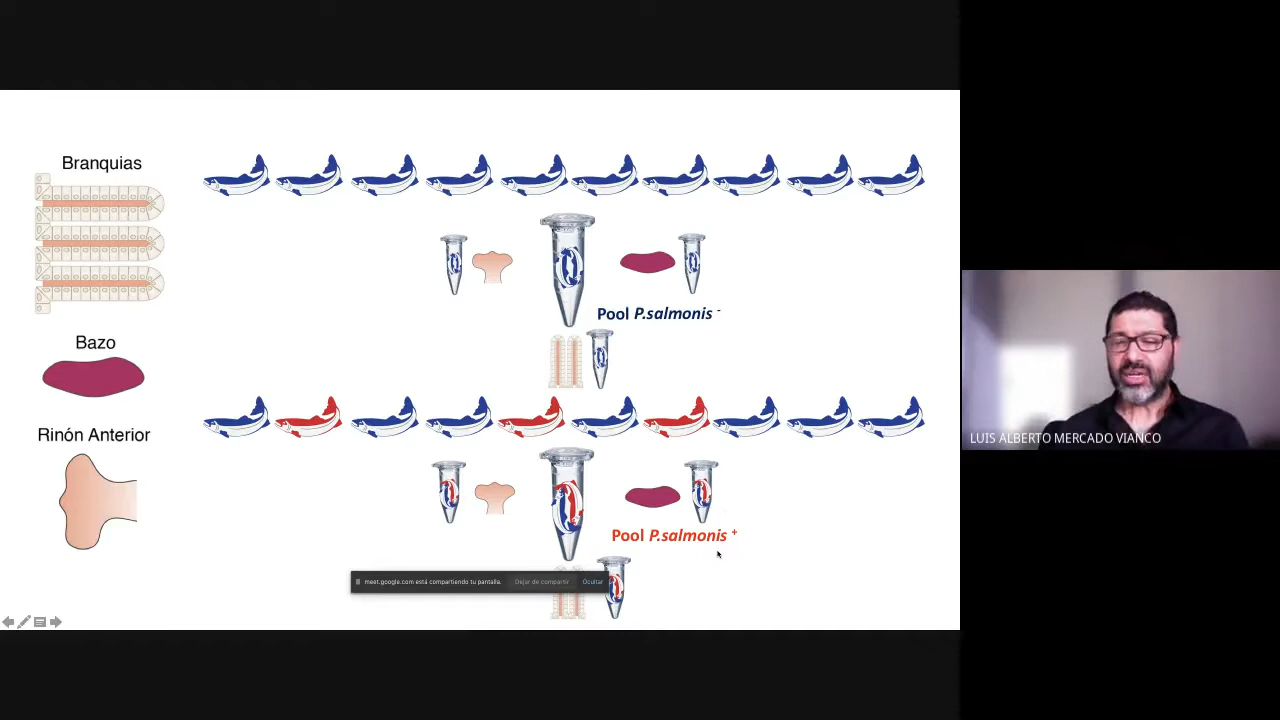 Branquias
Pool P.salmonis -
Bazo
Rinón Anterior
LUIS ALBERTO MERCADO VIANCO
Pool P.salmonis +
meet.google.com está compartiendo tu pantalla. Dejar de compartir Ocultar